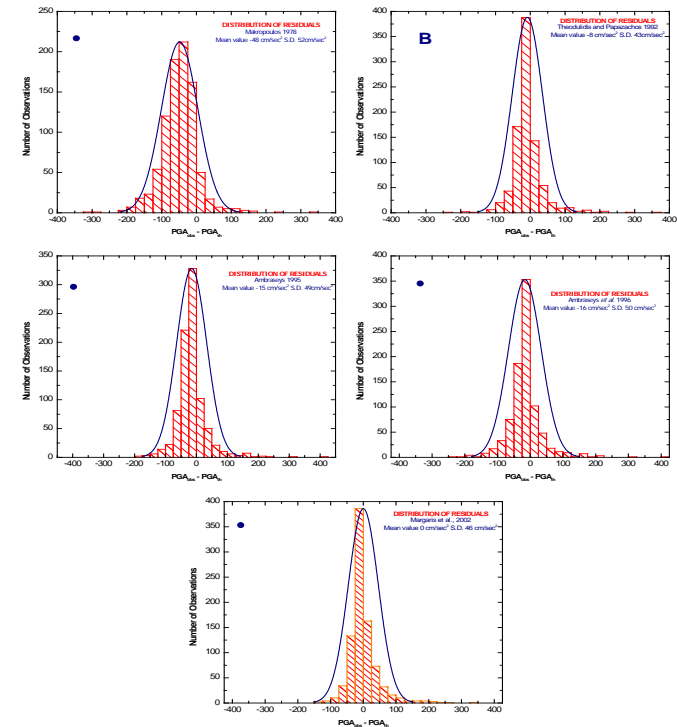 250
200
150
100
50
0
Number of Observations
DISTRIBUTION OF RESIDUALS
Makropoulos 1978
Mean value -48 cm/sec² S.D. 52cm/sec²
-300 -200 -100 0 100 200 300 400
PGAobs - PGAth
400
350
300
250
200
150
100
50
0
Number of Observations
B
DISTRIBUTION OF RESIDUALS
Theodulidis and Papazachos 1992
Mean value -8 cm/sec² S.D. 43cm/sec²
-400 -300 -200 -100 0 100 200 300 400
PGAobs - PGAth
350
300
250
200
150
100
50
0
Number of Observations
DISTRIBUTION OF RESIDUALS
Ambraseys 1995
Mean value -15 cm/sec² S.D. 49cm/sec²
-400 -300 -200 -100 0 100 200 300 400
PGAobs - PGAth
400
350
300
250
200
150
100
50
0
Number of Observations
DISTRIBUTION OF RESIDUALS
Ambraseys et al. 1996
Mean value -16 cm/sec² S.D. 50 cm/sec²
-400 -300 -200 -100 0 100 200 300 400
PGAobs - PGAth
350
300
250
200
150
100
50
0
Number of Observations
DISTRIBUTION OF RESIDUALS
Margaris et al., 2002
Mean value 0 cm/sec² S.D. 46 cm/sec²
-400 -300 -200 -100 0 100 200 300 400
PGAobs - PGAth